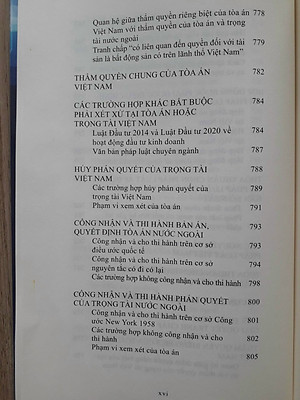 Quan hệ giữa thẩm quyền riêng biệt của tòa án 778
Việt Nam với thẩm quyền của tòa án và trọng
tài nước ngoài
Tranh chấp "có liên quan đến quyền đối với tài 779
sản là bất động sản có trên lãnh thổ Việt Nam"
THẨM QUYỀN CHUNG CỦA TÒA ÁN 782
VIỆT NAM
CÁC TRƯỜNG HỢP KHÁC BẮT BUỘC 784
PHẢI XÉT XỬ TẠI TÒA ÁN HOẶC
TRỌNG TÀI VIỆT NAM
Luật Đầu tư 2014 và Luật Đầu tư 2020 về 784
hoạt động đầu tư kinh doanh
Văn bản pháp luật chuyên ngành 787
HỦY PHÁN QUYẾT CỦA TRỌNG TÀI 788
VIỆT NAM
Các trường hợp hủy phán quyết của 789
trọng tài Việt Nam
Phạm vi xem xét của tòa án 791
CÔNG NHẬN VÀ THI HÀNH BẢN ÁN, 793
QUYẾT ĐỊNH TÒA ÁN NƯỚC NGOÀI
Công nhận và cho thi hành trên cơ sở 793
điều ước quốc tế
Công nhận và cho thi hành trên cơ sở 794
nguyên tắc có đi có lại
Các trường hợp không công nhận và cho thi hành 798
CÔNG NHẬN VÀ THI HÀNH PHÁN QUYẾT 800
CỦA TRỌNG TÀI NƯỚC NGOÀI
Công nhận và cho thi hành trên cơ sở Công 801
ước New York 1958
Các trường hợp không công nhận và cho 802
thi hành
Phạm vi xem xét của tòa án 805
xvi